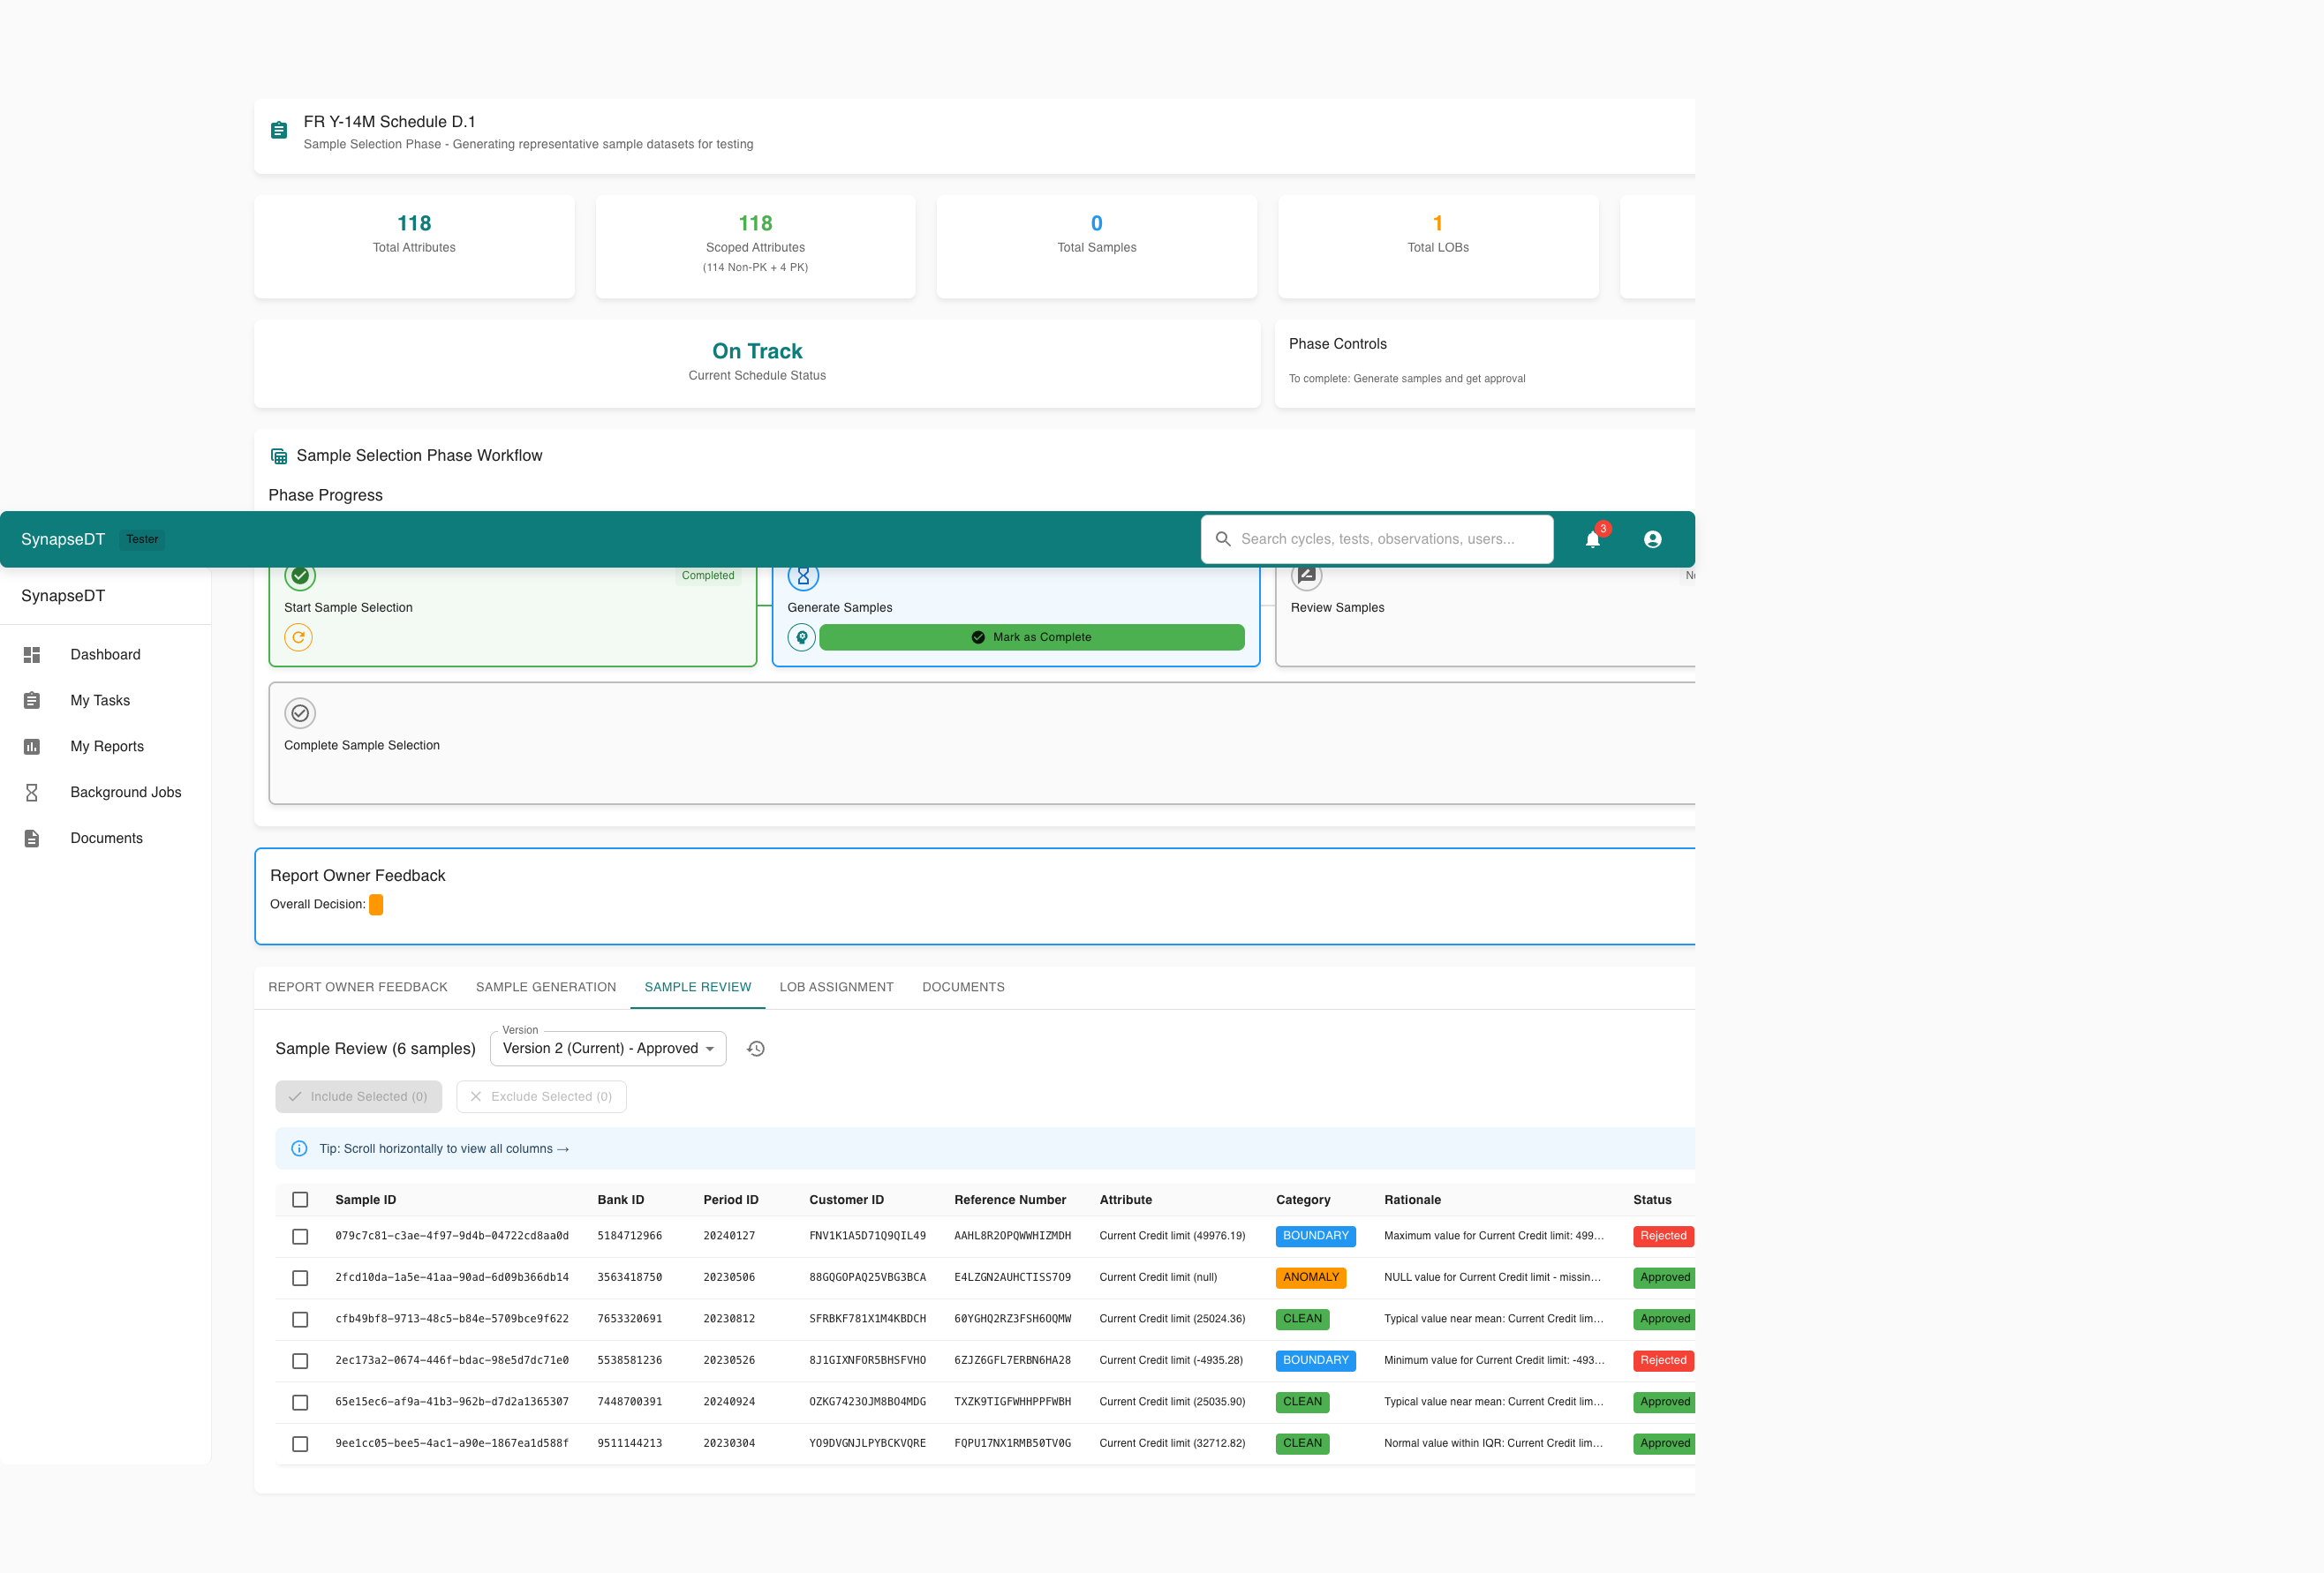 FR Y-14M Schedule D.1
Sample Selection Phase - Generating representative sample datasets for testing
118
Total Attributes
118
Scoped Attributes
(114 Non-PK + 4 PK)
0
Total Samples
1
Total LOBs
On Track
Current Schedule Status
Phase Controls
To complete: Generate samples and get approval
Sample Selection Phase Workflow
Phase Progress
SynapseDT
Tester
Search cycles, tests, observations, users...
3
Completed
Start Sample Selection
Generate Samples
Mark as Complete
Review Samples
Complete Sample Selection
SynapseDT
Dashboard
My Tasks
My Reports
Background Jobs
Documents
Report Owner Feedback
Overall Decision:
REPORT OWNER FEEDBACK SAMPLE GENERATION SAMPLE REVIEW LOB ASSIGNMENT DOCUMENTS
Sample Review (6 samples)
Version
Version 2 (Current) - Approved
Include Selected (0)
Exclude Selected (0)
Tip: Scroll horizontally to view all columns →
Sample ID Bank ID Period ID Customer ID Reference Number Attribute Category Rationale Status
079c7c81-c3ae-4f97-9d4b-04722cd8aa0d 5184712966 20240127 FNV1K1A5D71Q9QIL49 AAHL8R2OPQWWHIZMDH Current Credit limit (49976.19) BOUNDARY Maximum value for Current Credit limit: 499... Rejected
2fcd10da-1a5e-41aa-90ad-6d09b366db14 3563418750 20230506 88GQGOPAQ25VBG3BCA E4LZGN2AUHCTISS7O9 Current Credit limit (null) ANOMALY NULL value for Current Credit limit - missin... Approved
cfb49bf8-9713-48c5-b84e-5709bce9f622 7653320691 20230812 SFRBKF781X1M4KBDCH 60YGHQ2RZ3FSH6OQMW Current Credit limit (25024.36) CLEAN Typical value near mean: Current Credit lim... Approved
2ec173a2-0674-446f-bdac-98e5d7dc71e0 5538581236 20230526 8J1GIXNFOR5BHSFVHO 6ZJZ6GFL7ERBN6HA28 Current Credit limit (-4935.28) BOUNDARY Minimum value for Current Credit limit: -493... Rejected
65e15ec6-af9a-41b3-962b-d7d2a1365307 7448700391 20240924 OZKG7423OJM8BO4MDG TXZK9TIGFWHHPPFWBH Current Credit limit (25035.90) CLEAN Typical value near mean: Current Credit lim... Approved
9ee1cc05-bee5-4ac1-a90e-1867ea1d588f 9511144213 20230304 YO9DVGNJLPYBCKVQRE FQPU17NX1RMB50TV0G Current Credit limit (32712.82) CLEAN Normal value within IQR: Current Credit lim... Approved